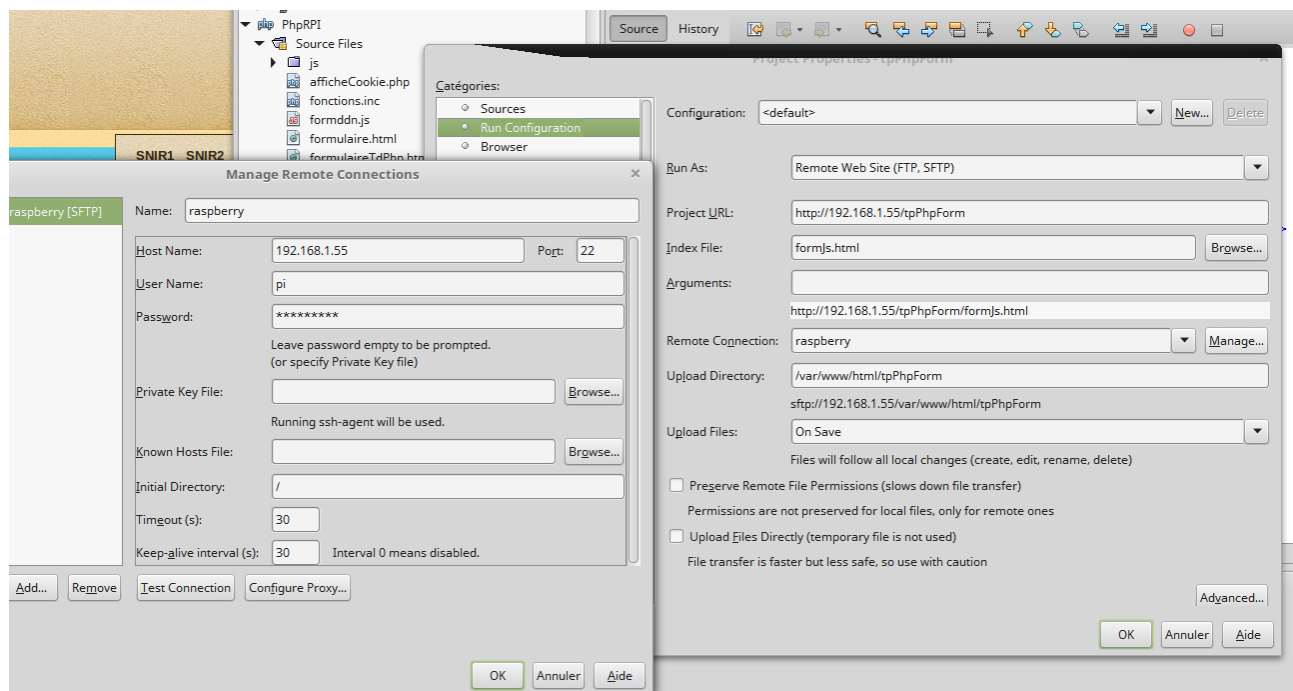 PhpRPI
Source Files
js
afficheCookie.php
fonctions.inc
formddn.js
formulaire.html
formulaireTdPhp.htm
SNIR1 SNIR2
Source History
Project Properties - tpPhpForm
Catégories:
Sources
Run Configuration
Browser
Configuration: <default> New... Delete
Run As: Remote Web Site (FTP, SFTP)
Project URL: http://192.168.1.55/tpPhpForm
Index File: formJs.html Browse...
Arguments:
http://192.168.1.55/tpPhpForm/formJs.html
Remote Connection: raspberry Manage...
Upload Directory: /var/www/html/tpPhpForm
sftp://192.168.1.55/var/www/html/tpPhpForm
Upload Files: On Save
Files will follow all local changes (create, edit, rename, delete)
Preserve Remote File Permissions (slows down file transfer)
Permissions are not preserved for local files, only for remote ones
Upload Files Directly (temporary file is not used)
File transfer is faster but less safe, so use with caution
Advanced...
OK Annuler Aide
Manage Remote Connections
raspberry [SFTP]
Name: raspberry
Host Name: 192.168.1.55 Port: 22
User Name: pi
Password: *********
Leave password empty to be prompted.
(or specify Private Key file)
Private Key File: Browse...
Running ssh-agent will be used.
Known Hosts File: Browse...
Initial Directory: /
Timeout (s): 30
Keep-alive interval (s): 30 Interval 0 means disabled.
Add... Remove Test Connection Configure Proxy...
OK Annuler Aide